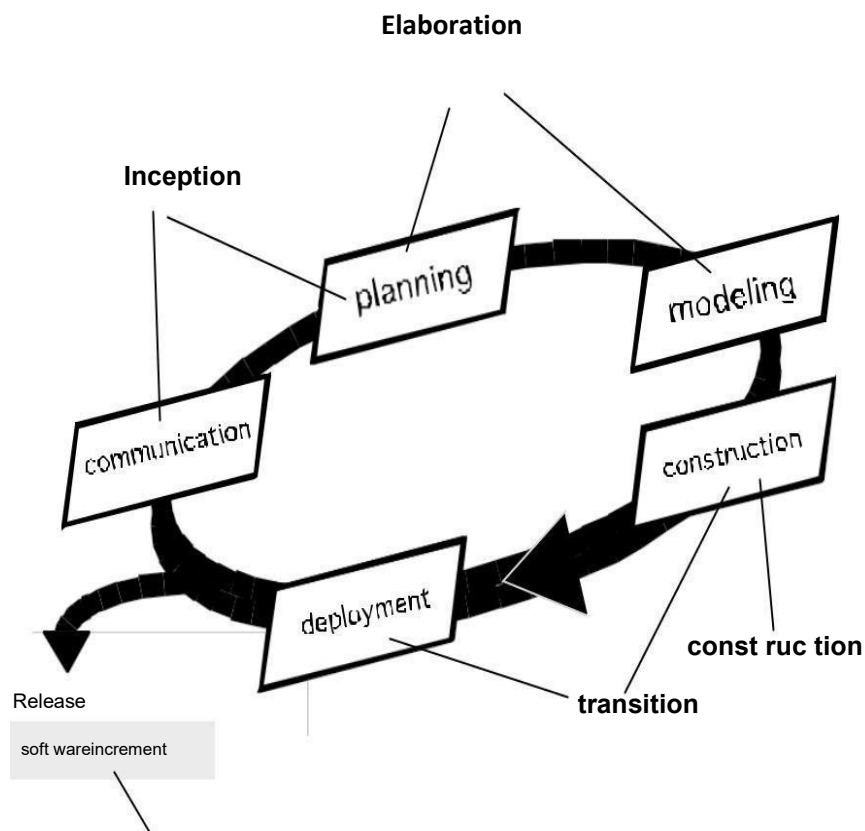 Elaboration
Inception
planning
modeling
communication
construction
deployment
const ruc tion
transition
Release
soft wareincrement